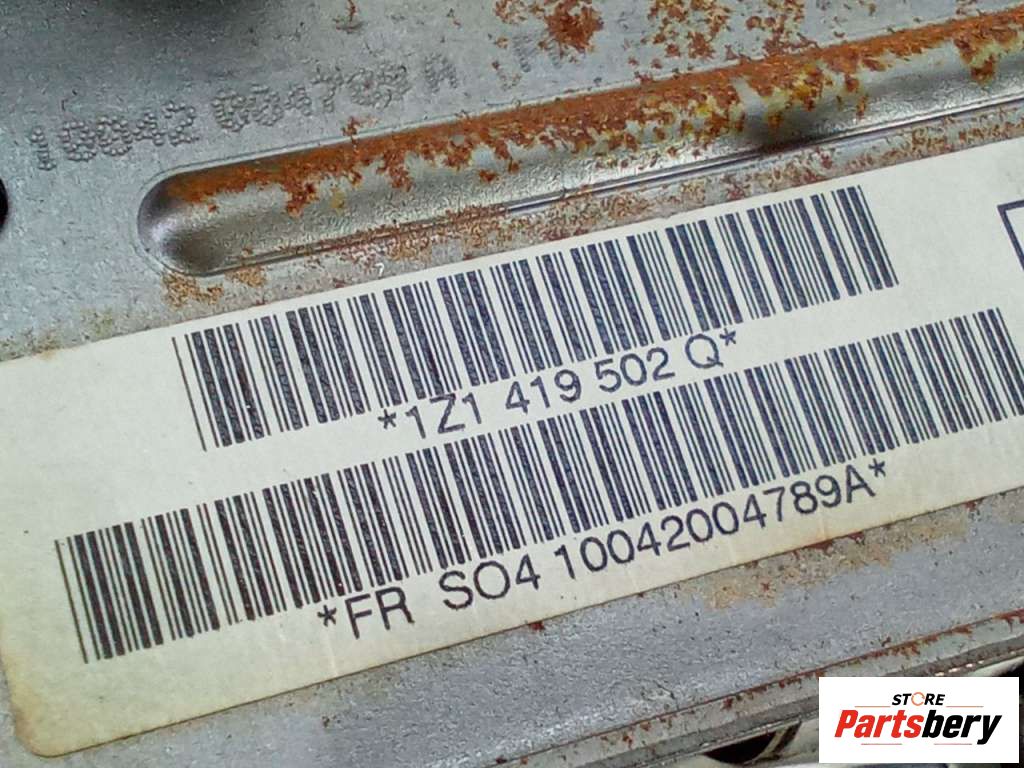 10042 004789 A
*1Z1 419 502 Q*
*FR SO4 10042004789A*
STORE
Partsbery